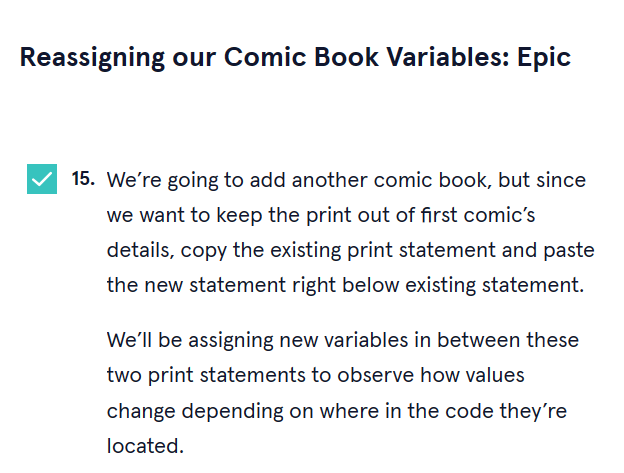 Reassigning our Comic Book Variables: Epic
15. We’re going to add another comic book, but since
we want to keep the print out of first comic’s
details, copy the existing print statement and paste
the new statement right below existing statement.
We’ll be assigning new variables in between these
two print statements to observe how values
change depending on where in the code they’re
located.